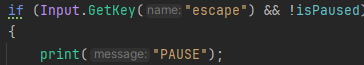 if (Input.GetKey(name:"escape") && !isPaused)
{
print(message:"PAUSE");